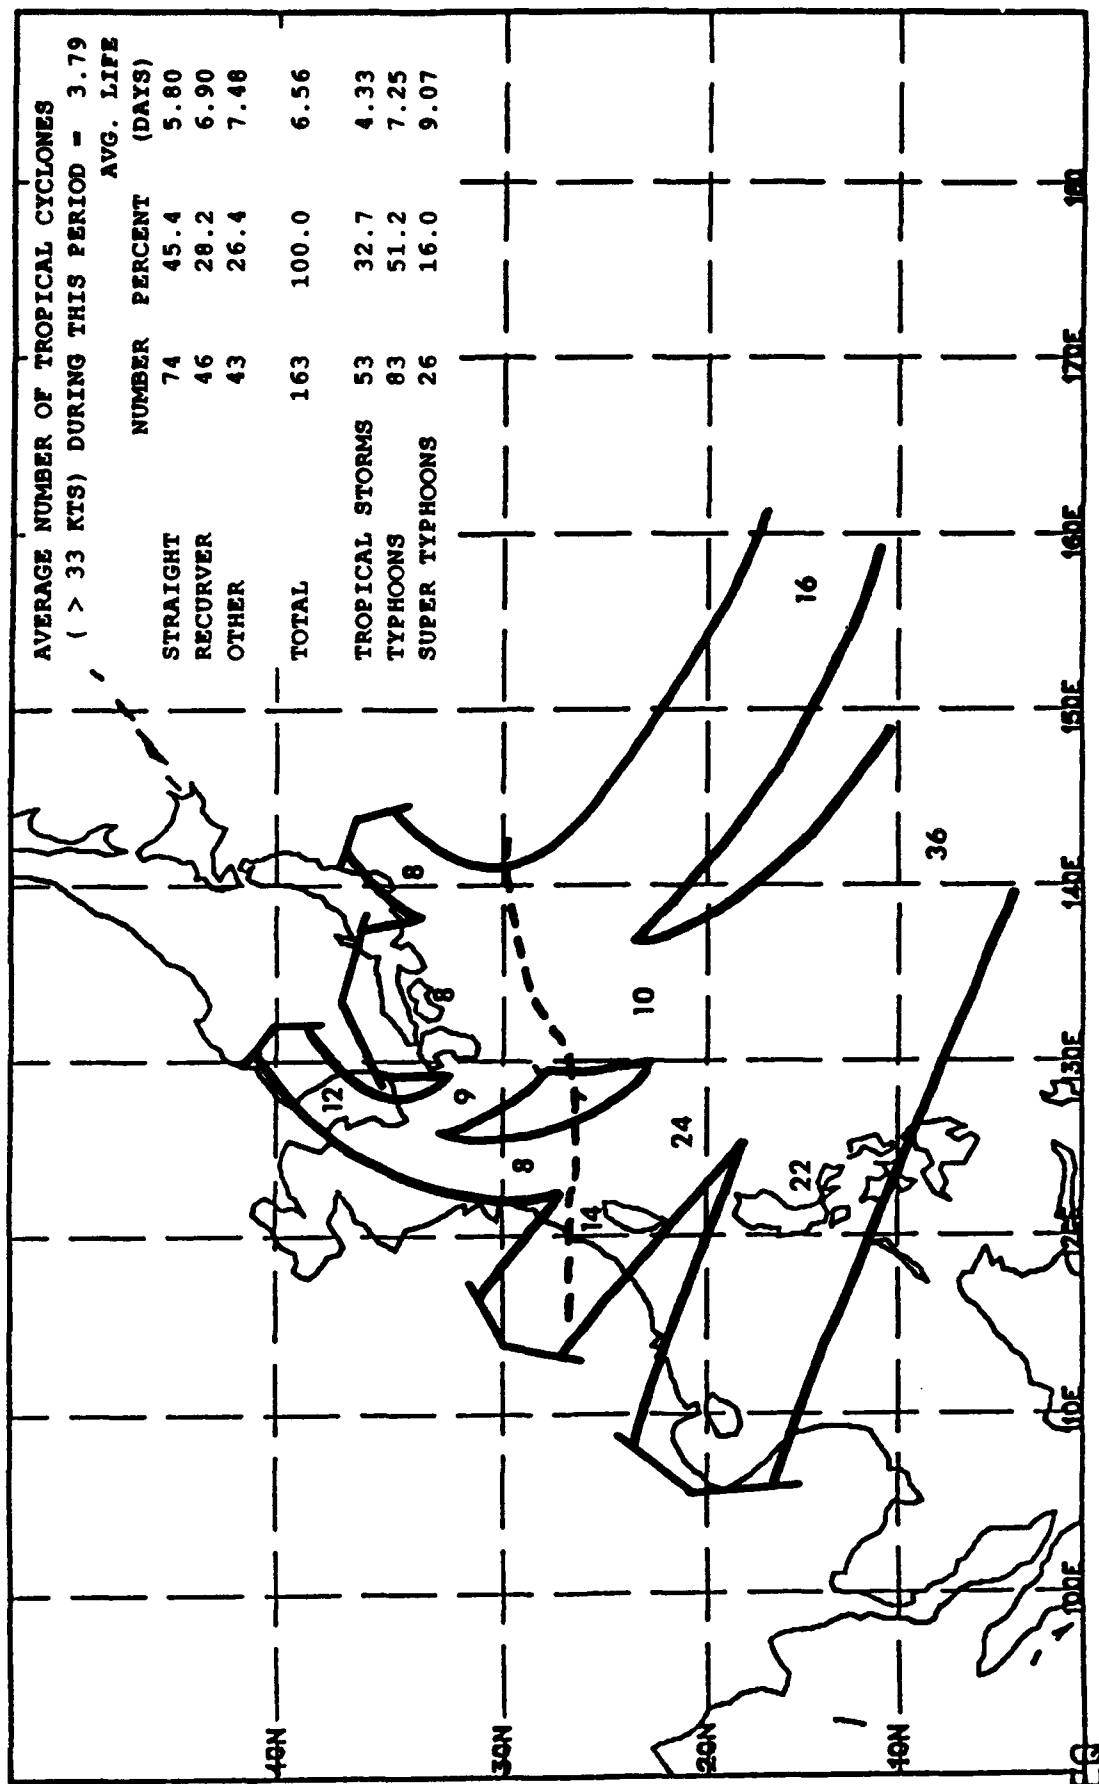 AVERAGE NUMBER OF TROPICAL CYCLONES
( > 33 KTS) DURING THIS PERIOD = 3.79
AVG. LIFE
NUMBER PERCENT (DAYS)
STRAIGHT 74 45.4 5.80
RECURVER 46 28.2 6.90
OTHER 43 26.4 7.48
TOTAL 163 100.0 6.56
TROPICAL STORMS 53 32.7 4.33
TYPHOONS 83 51.2 7.25
SUPER TYPHOONS 26 16.0 9.07
40N
30N
20N
10N
EQ
12
8
8
9
8
14
24
10
16
22
36
100E
110E
120E
130E
140E
150E
160E
170E
180